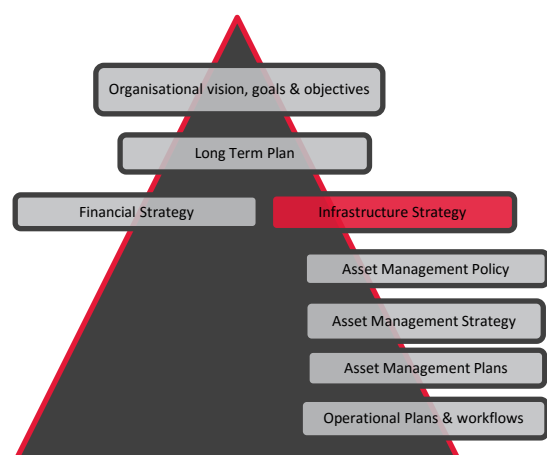 Organisational vision, goals & objectives
Long Term Plan
Financial Strategy
Infrastructure Strategy
Asset Management Policy
Asset Management Strategy
Asset Management Plans
Operational Plans & workflows